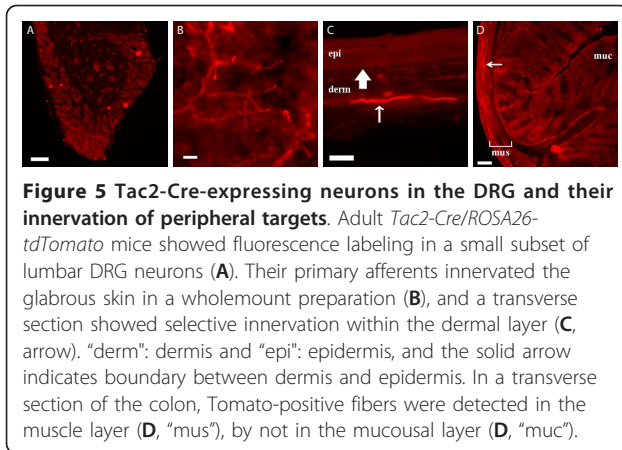 A
B
C
D
epi
derm
muc
mus
Figure 5 Tac2-Cre-expressing neurons in the DRG and their
innervation of peripheral targets. Adult Tac2-Cre/ROSA26-
tdTomato mice showed fluorescence labeling in a small subset of
lumbar DRG neurons (A). Their primary afferents innervated the
glabrous skin in a wholemount preparation (B), and a transverse
section showed selective innervation within the dermal layer (C,
arrow). “derm": dermis and “epi": epidermis, and the solid arrow
indicates boundary between dermis and epidermis. In a transverse
section of the colon, Tomato-positive fibers were detected in the
muscle layer (D, “mus”), by not in the mucousal layer (D, “muc”).